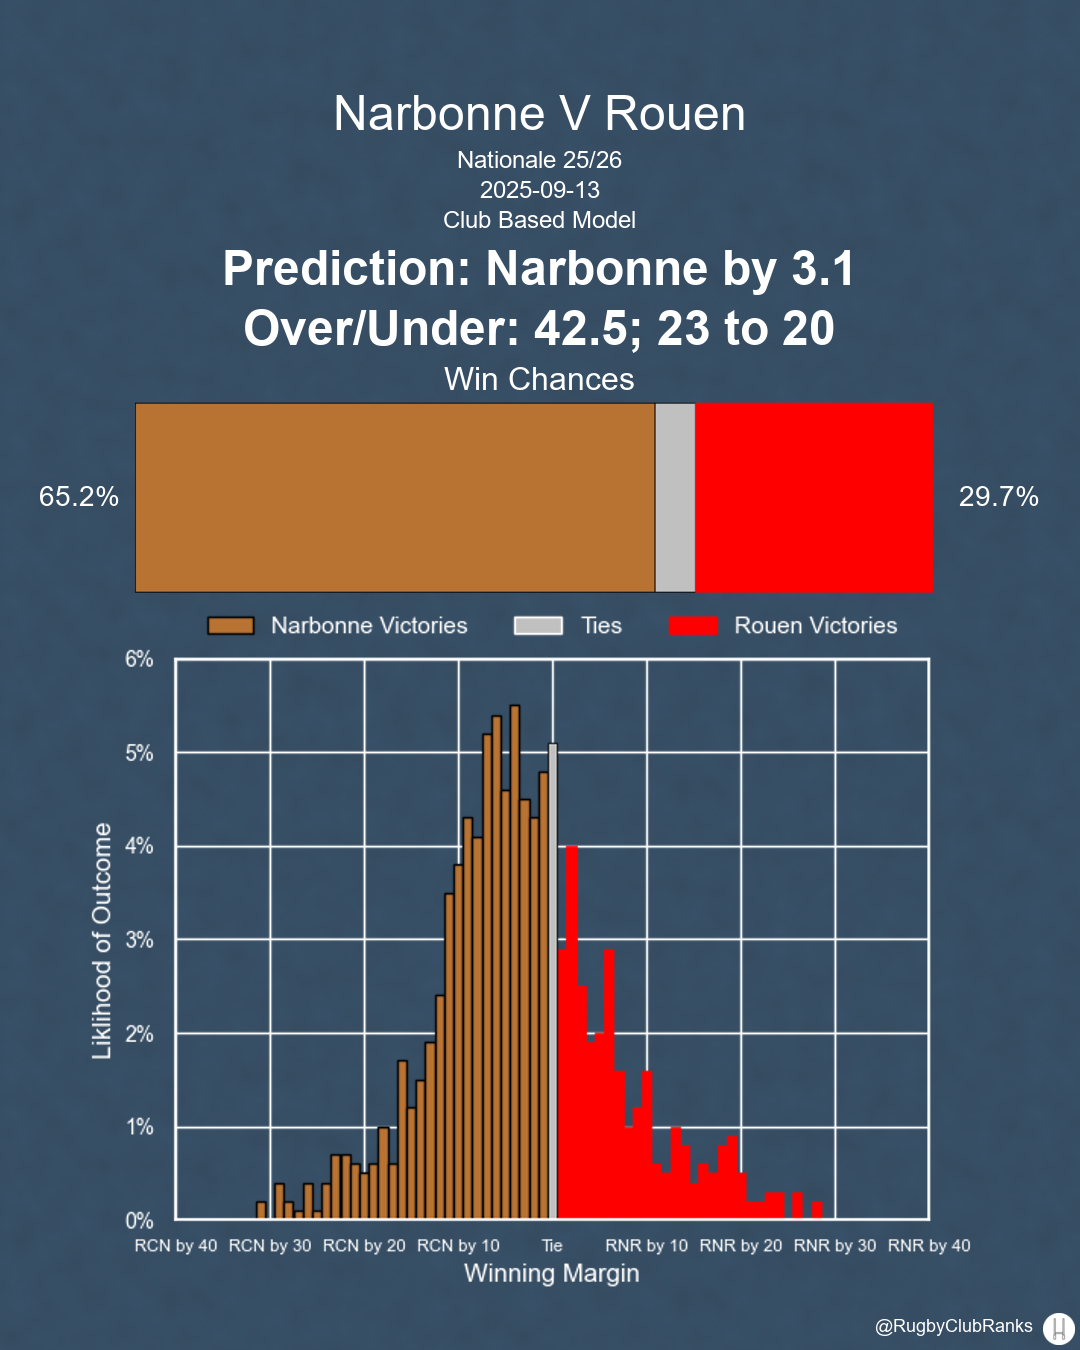 Narbonne V Rouen
Nationale 25/26
2025-09-13
Club Based Model
Prediction: Narbonne by 3.1
Over/Under: 42.5; 23 to 20
Win Chances
65.2%
29.7%
Narbonne Victories Ties Rouen Victories
6%
5%
4%
3%
2%
1%
0%
Liklihood of Outcome
RCN by 40 RCN by 30 RCN by 20 RCN by 10 Tie RNR by 10 RNR by 20 RNR by 30 RNR by 40
Winning Margin
@RugbyClubRanks